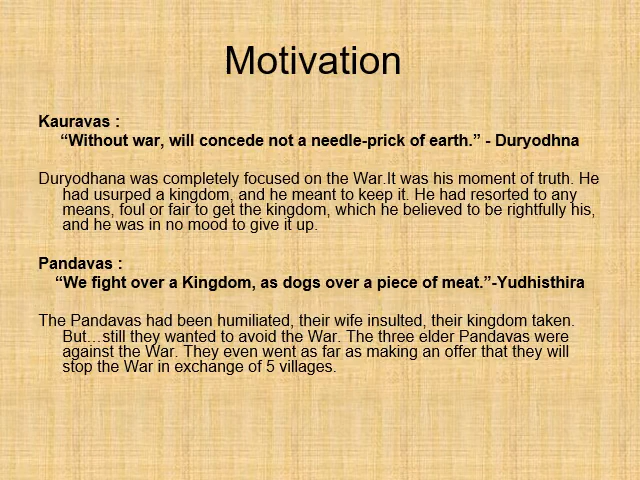 Motivation
Kauravas :
“Without war, will concede not a needle-prick of earth.” - Duryodhna
Duryodhana was completely focused on the War.It was his moment of truth. He
had usurped a kingdom, and he meant to keep it. He had resorted to any
means, foul or fair to get the kingdom, which he believed to be rightfully his,
and he was in no mood to give it up.
Pandavas :
“We fight over a Kingdom, as dogs over a piece of meat.”-Yudhisthira
The Pandavas had been humiliated, their wife insulted, their kingdom taken.
But…still they wanted to avoid the War. The three elder Pandavas were
against the War. They even went as far as making an offer that they will
stop the War in exchange of 5 villages.